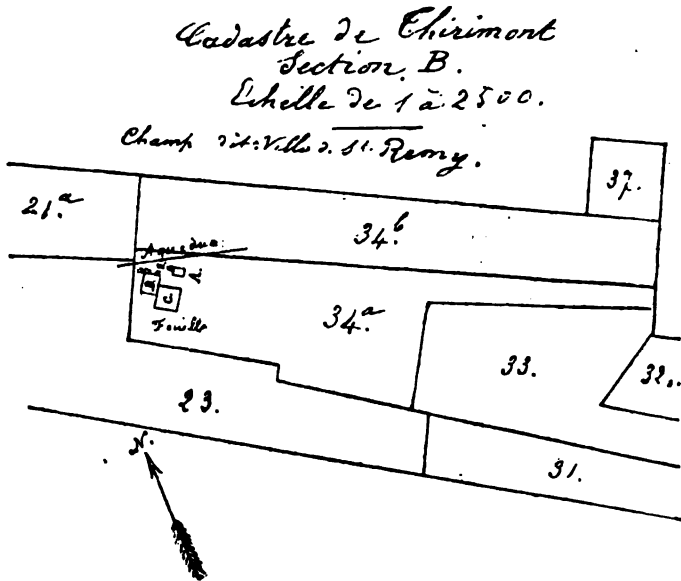 Cadastre de Thirimont
Section B.
Echelle de 1 à 2500.
Champ dit: Ville d. St. Remy.
37.
21.a
34.b
Aqueduc
A.
B
C
Fouille
34.a
33.
32.
23.
N.
31.